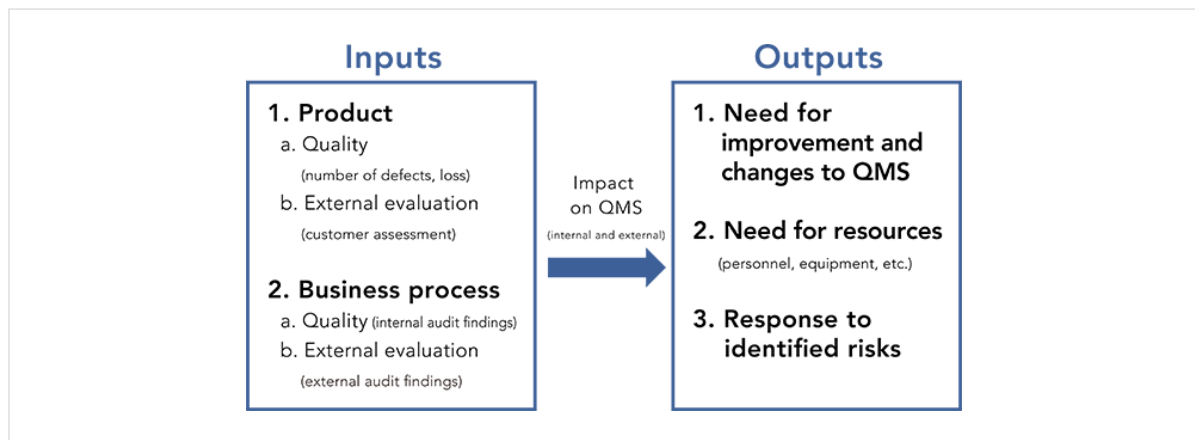 Inputs
1. Product
a. Quality
(number of defects, loss)
b. External evaluation
(customer assessment)
2. Business process
a. Quality (internal audit findings)
b. External evaluation
(external audit findings)
Impact
on QMS
(internal and external)
Outputs
1. Need for
improvement and
changes to QMS
2. Need for resources
(personnel, equipment, etc.)
3. Response to
identified risks